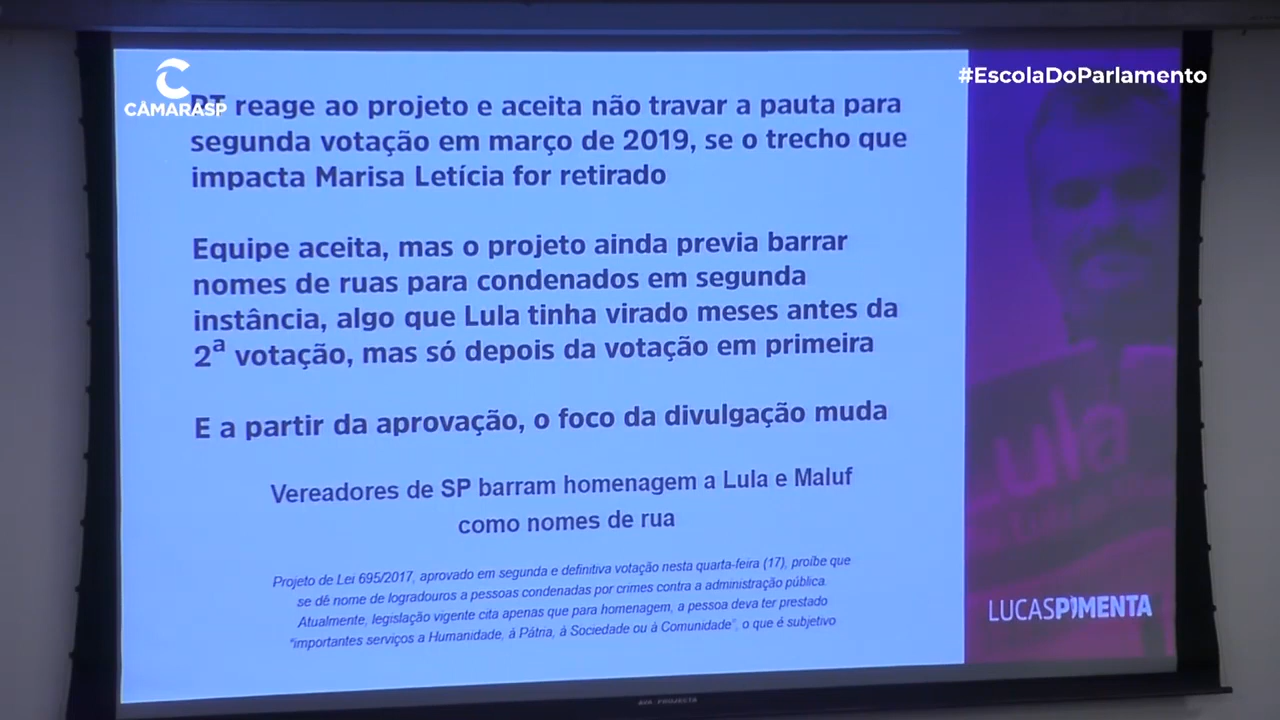 CÂMARASP
#EscolaDoParlamento
PT reage ao projeto e aceita não travar a pauta para
segunda votação em março de 2019, se o trecho que
impacta Marisa Letícia for retirado
Equipe aceita, mas o projeto ainda previa barrar
nomes de ruas para condenados em segunda
instância, algo que Lula tinha virado meses antes da
2ª votação, mas só depois da votação em primeira
E a partir da aprovação, o foco da divulgação muda
Vereadores de SP barram homenagem a Lula e Maluf
como nomes de rua
Projeto de Lei 695/2017, aprovado em segunda e definitiva votação nesta quarta-feira (17), proíbe que
se dê nome de logradouros a pessoas condenadas por crimes contra a administração pública.
Atualmente, legislação vigente cita apenas que para homenagem, a pessoa deva ter prestado
"importantes serviços a Humanidade, à Pátria, à Sociedade ou à Comunidade", o que é subjetivo
Lula
LUCASPIMENTA